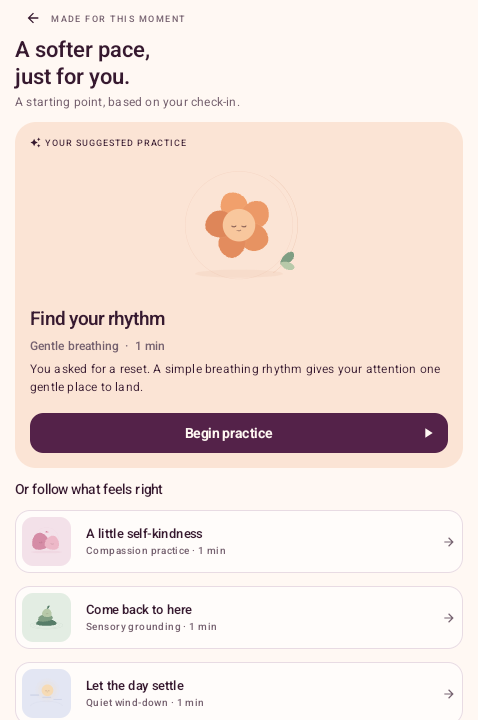 MADE FOR THIS MOMENT
A softer pace,
just for you.
A starting point, based on your check-in.
YOUR SUGGESTED PRACTICE
Find your rhythm
Gentle breathing · 1 min
You asked for a reset. A simple breathing rhythm gives your attention one
gentle place to land.
Begin practice
Or follow what feels right
A little self-kindness
Compassion practice · 1 min
Come back to here
Sensory grounding · 1 min
Let the day settle
Quiet wind-down · 1 min